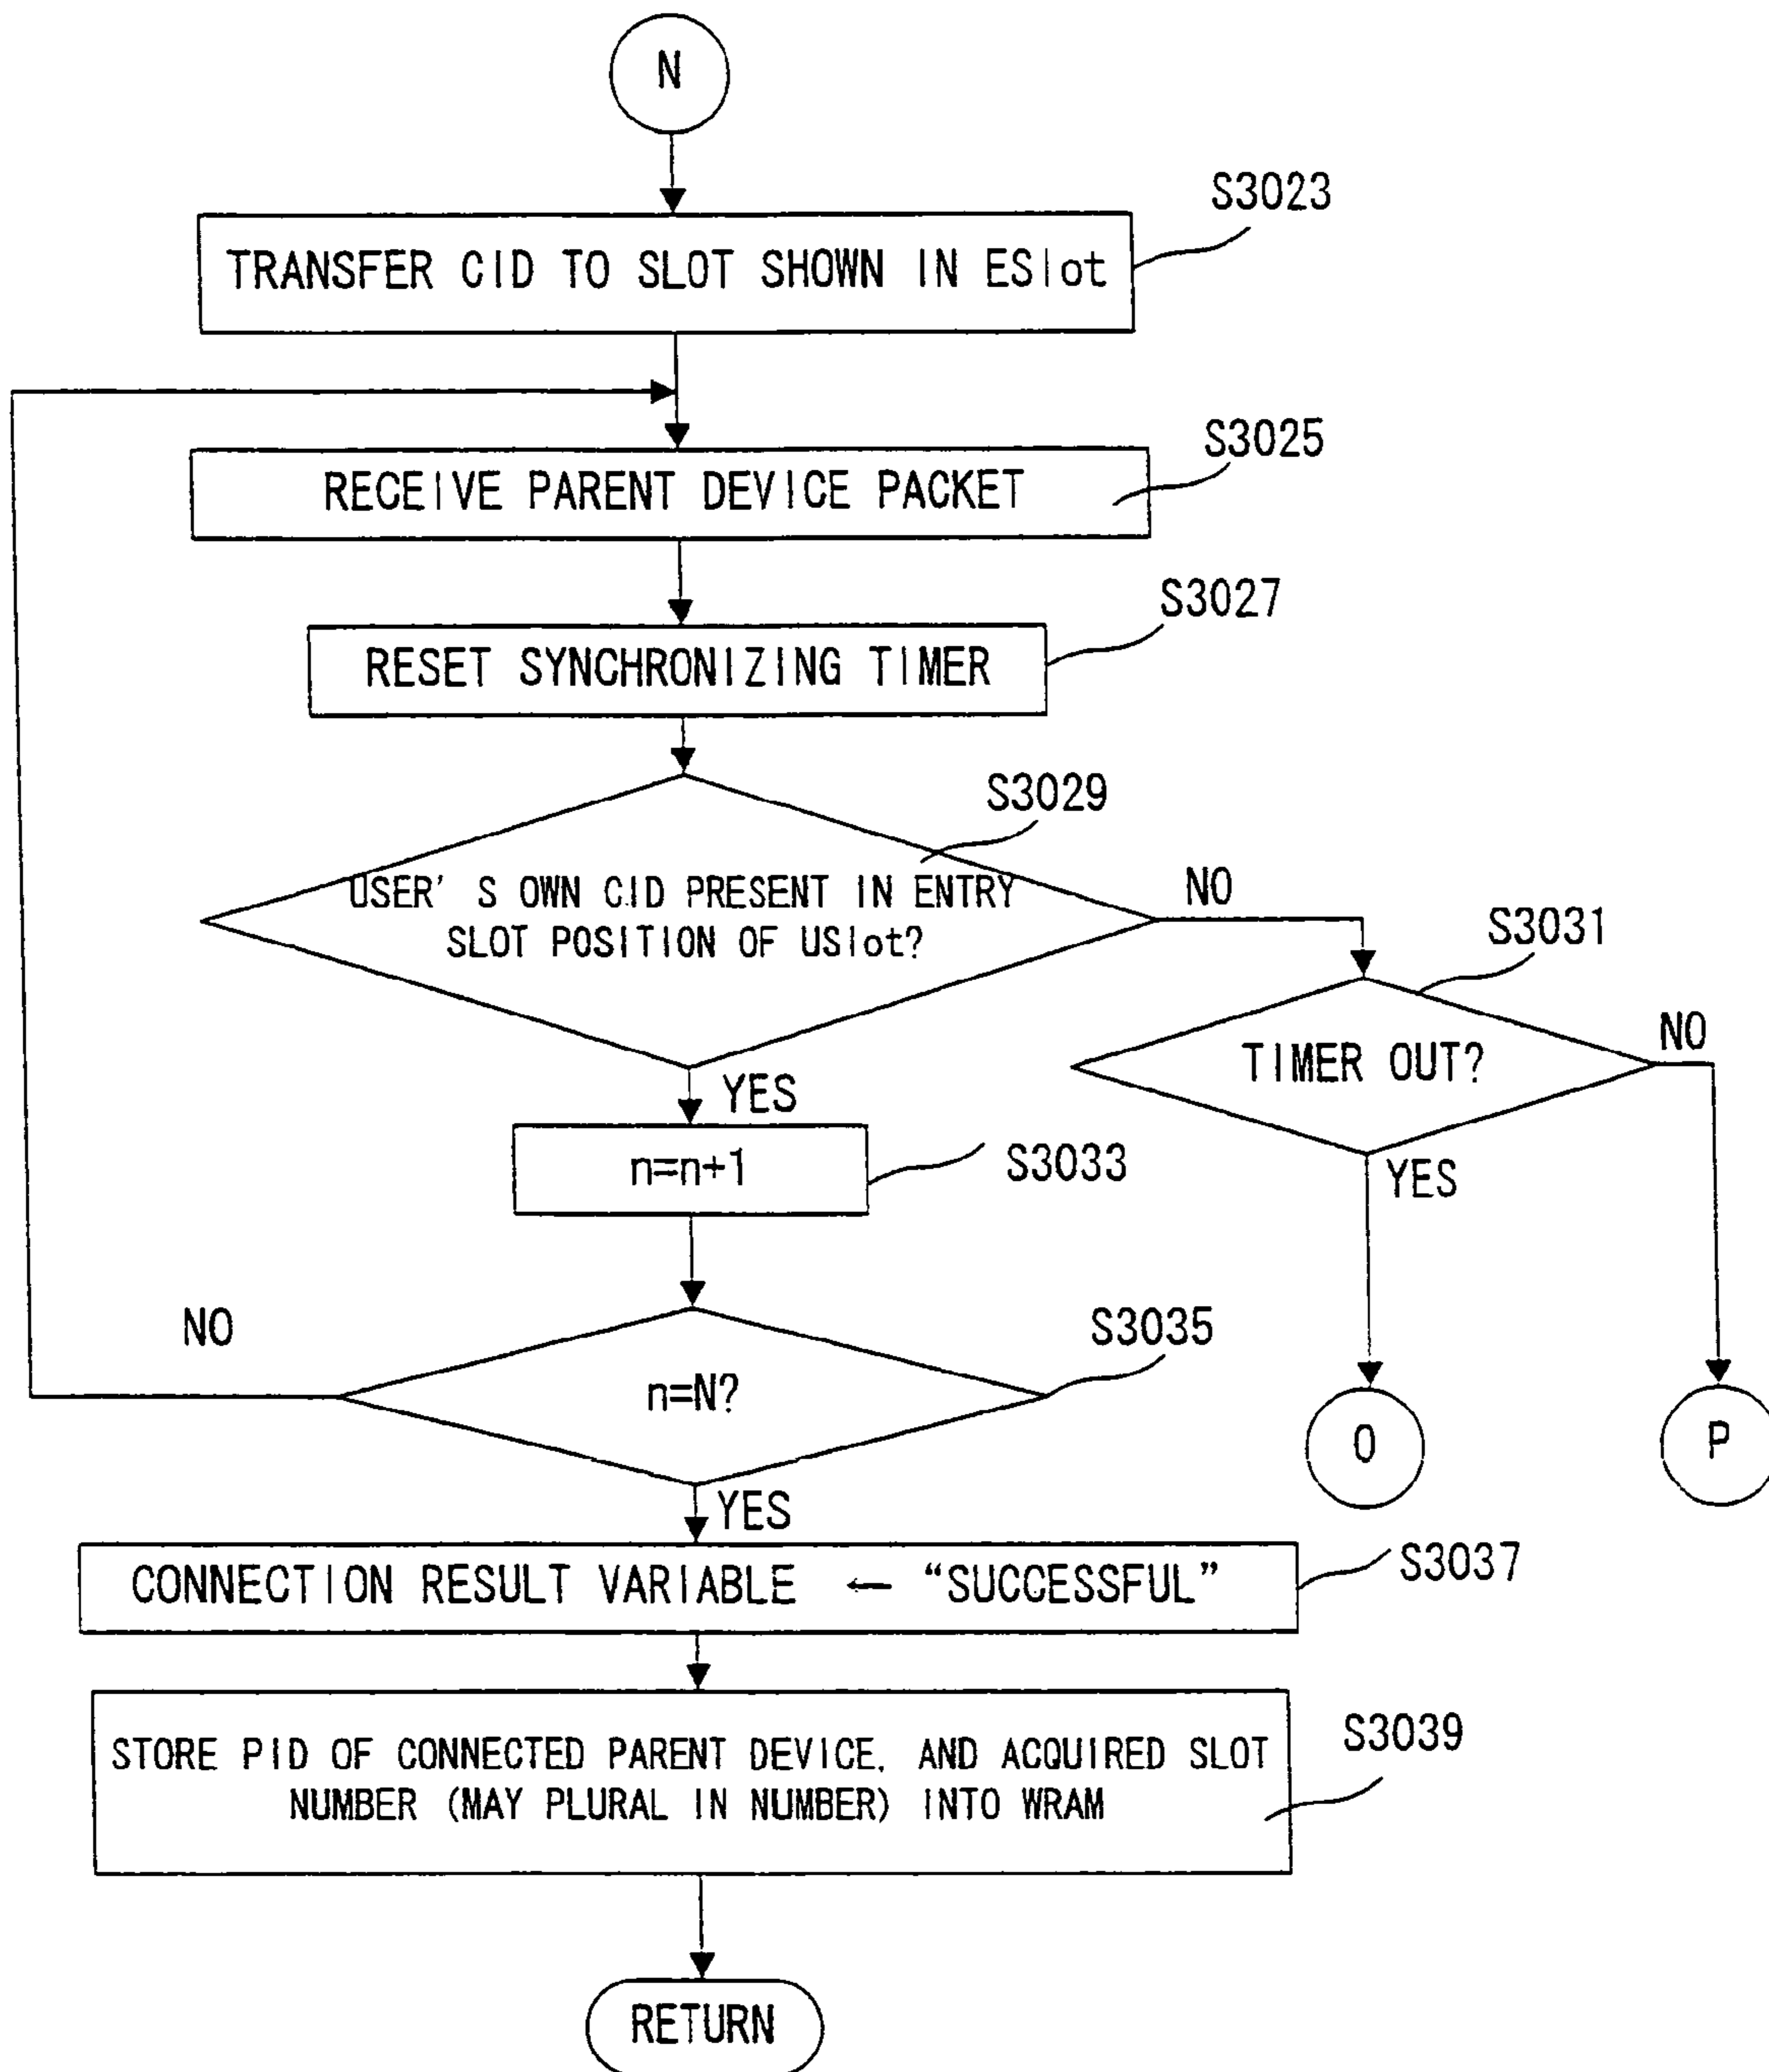 N
S3023
TRANSFER CID TO SLOT SHOWN IN ESlot
S3025
RECEIVE PARENT DEVICE PACKET
S3027
RESET SYNCHRONIZING TIMER
S3029
USER'S OWN CID PRESENT IN ENTRY
SLOT POSITION OF USlot?
NO
S3031
TIMER OUT?
NO
YES
YES
n=n+1
S3033
NO
S3035
n=N?
O
P
YES
CONNECTION RESULT VARIABLE ← “SUCCESSFUL”
S3037
STORE PID OF CONNECTED PARENT DEVICE, AND ACQUIRED SLOT
NUMBER (MAY PLURAL IN NUMBER) INTO WRAM
S3039
RETURN